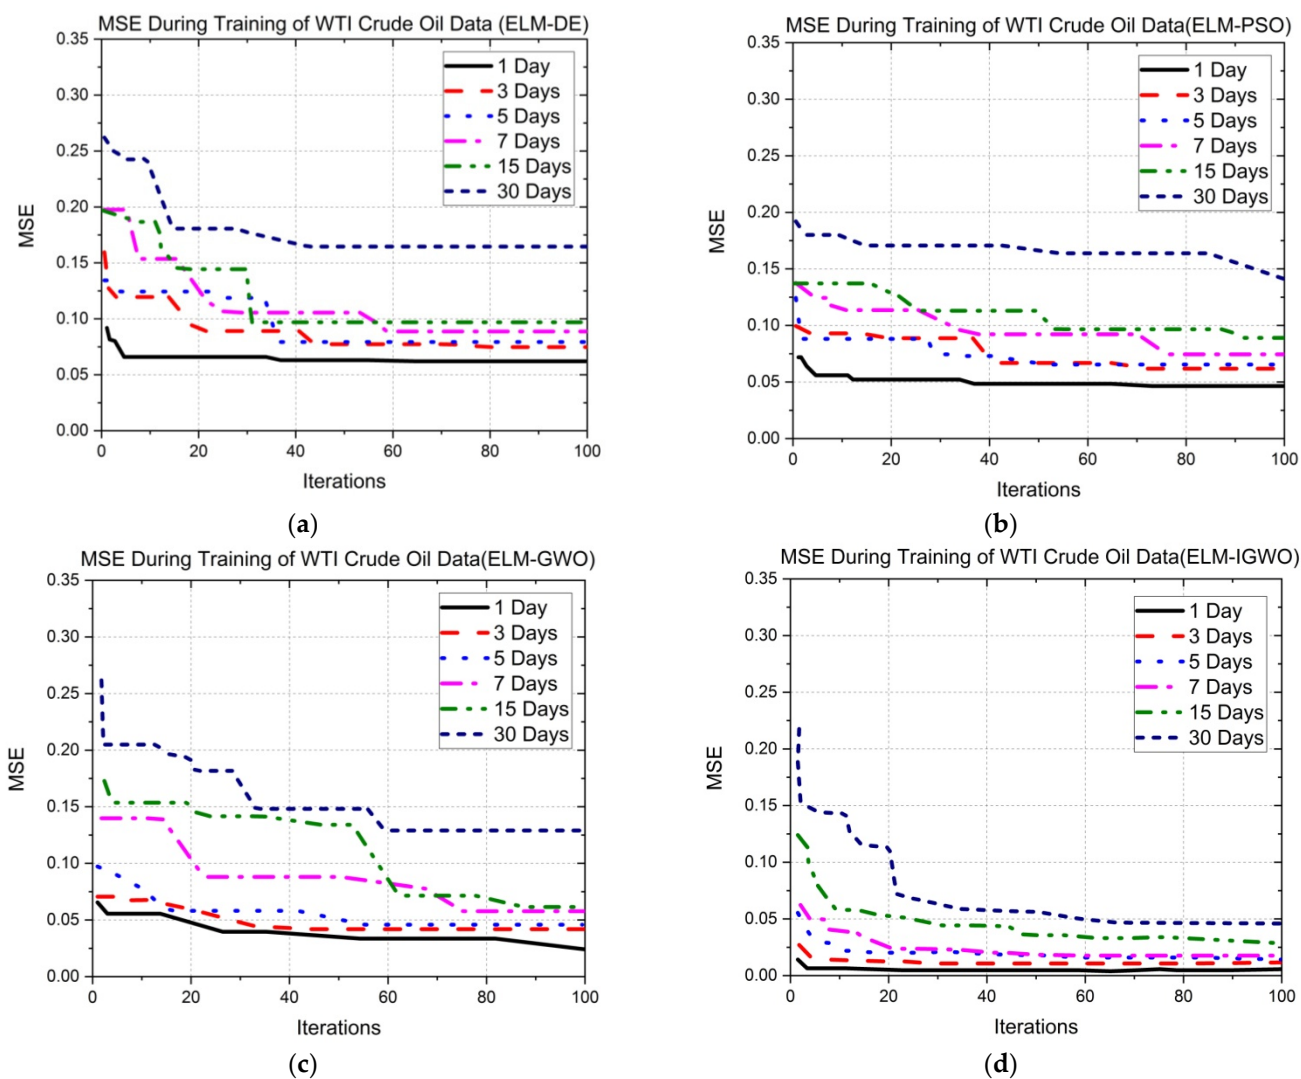 MSE During Training of WTI Crude Oil Data (ELM-DE)
0.35
0.30
0.25
0.20
0.15
0.10
0.05
0.00
MSE
1 Day
3 Days
5 Days
7 Days
15 Days
30 Days
0 20 40 60 80 100
Iterations
(a)
MSE During Training of WTI Crude Oil Data(ELM-PSO)
0.35
0.30
0.25
0.20
0.15
0.10
0.05
0.00
MSE
1 Day
3 Days
5 Days
7 Days
15 Days
30 Days
0 20 40 60 80 100
Iterations
(b)
MSE During Training of WTI Crude Oil Data(ELM-GWO)
0.35
0.30
0.25
0.20
0.15
0.10
0.05
0.00
MSE
1 Day
3 Days
5 Days
7 Days
15 Days
30 Days
0 20 40 60 80 100
Iterations
(c)
MSE During Training of WTI Crude Oil Data(ELM-IGWO)
0.35
0.30
0.25
0.20
0.15
0.10
0.05
0.00
MSE
1 Day
3 Days
5 Days
7 Days
15 Days
30 Days
0 20 40 60 80 100
Iterations
(d)